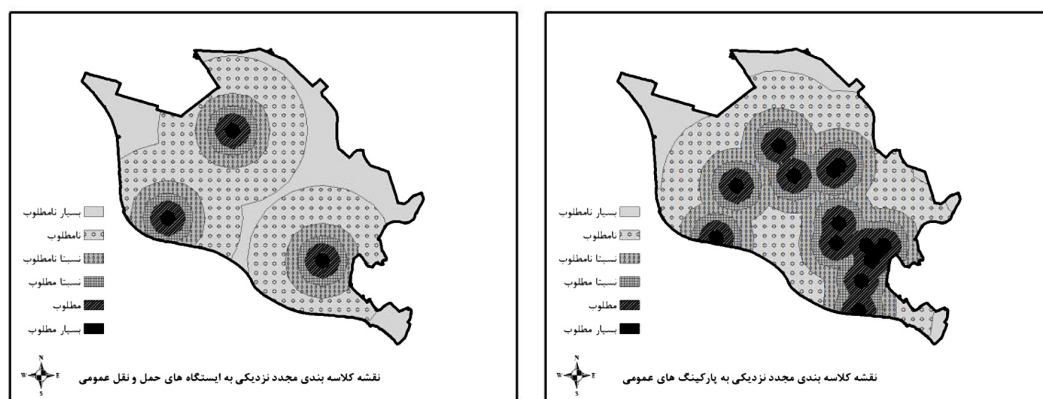 بسیار نامطلوب
نامطلوب
نسبتا نامطلوب
نسبتا مطلوب
مطلوب
بسیار مطلوب
N
W E
S
نقشه کلاسه بندی مجدد نزدیکی به ایستگاه های حمل و نقل عمومی
بسیار نامطلوب
نامطلوب
نسبتا نامطلوب
نسبتا مطلوب
مطلوب
بسیار مطلوب
N
W E
S
نقشه کلاسه بندی مجدد نزدیکی به پارکینگ های عمومی